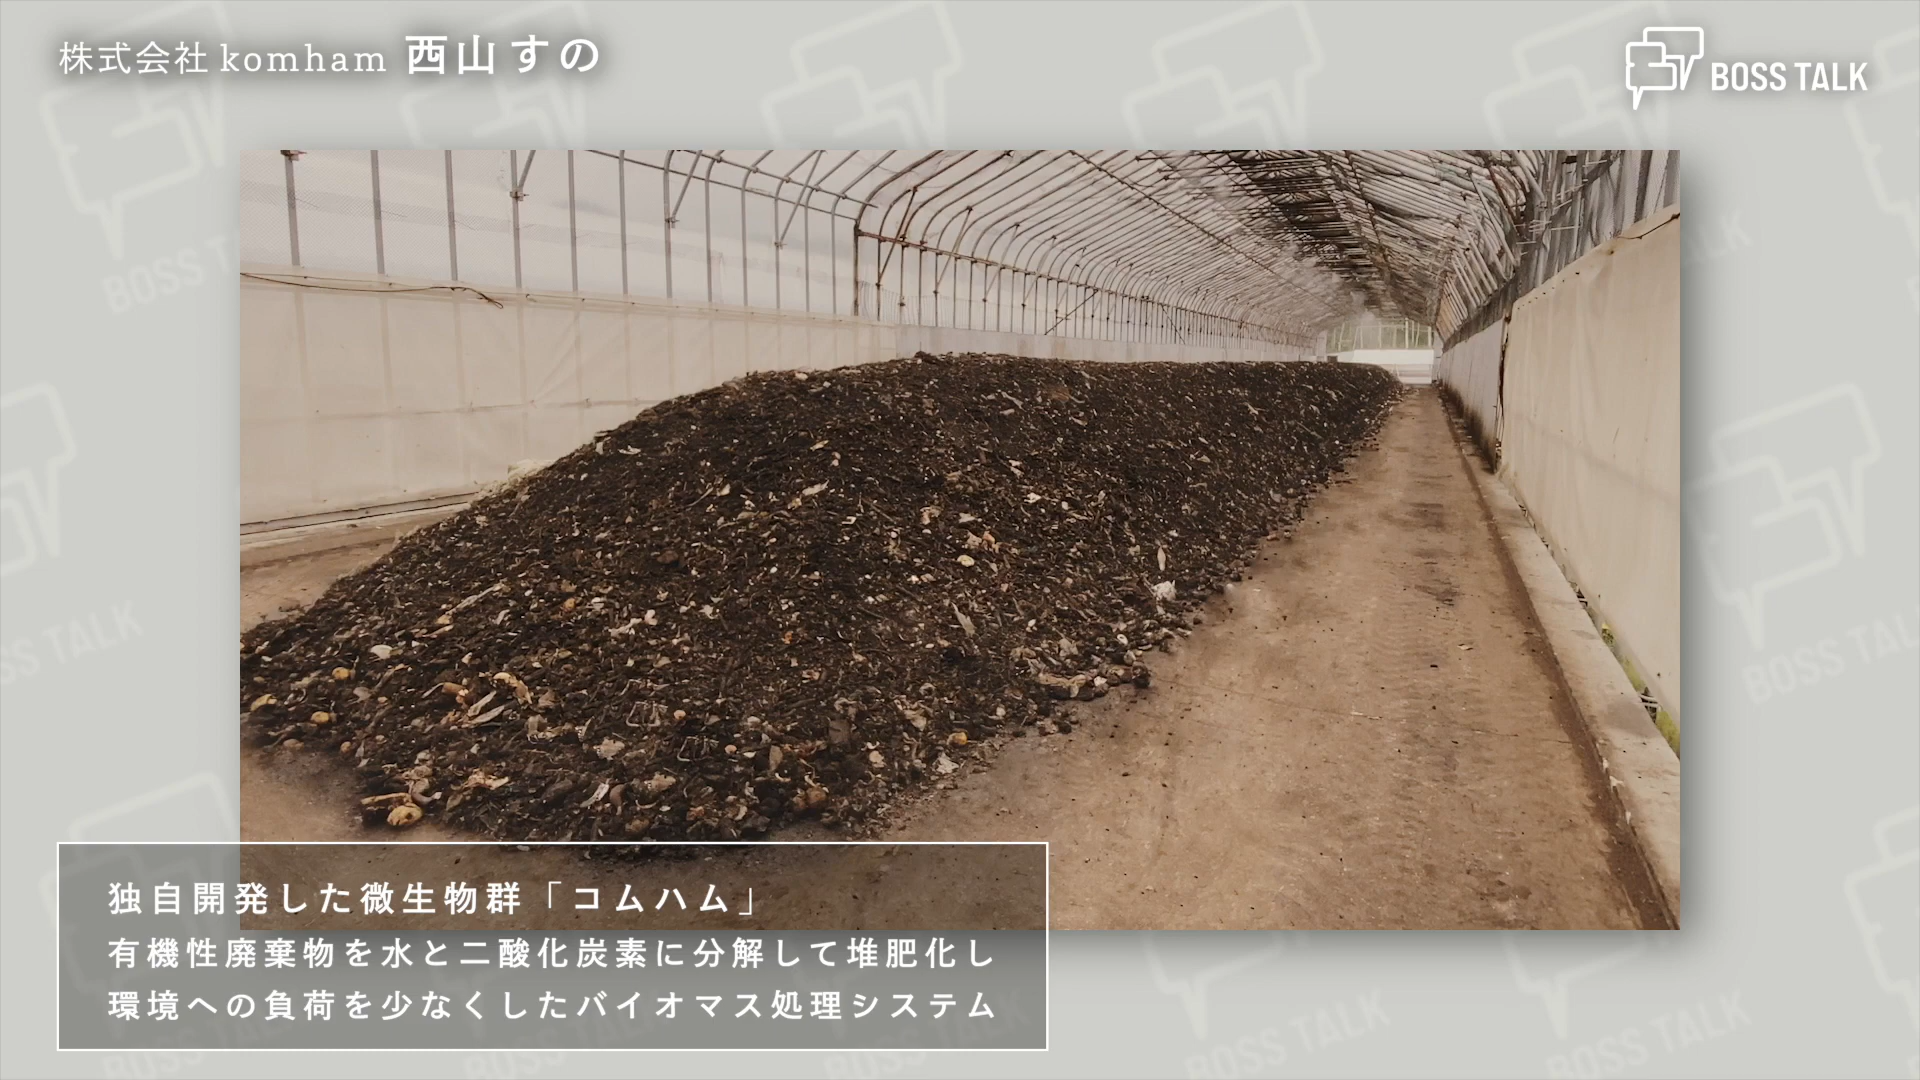 株式会社 komham 西山すの
BOSS TALK
独自開発した微生物群「コムハム」
有機性廃棄物を水と二酸化炭素に分解して堆肥化し
環境への負荷を少なくしたバイオマス処理システム